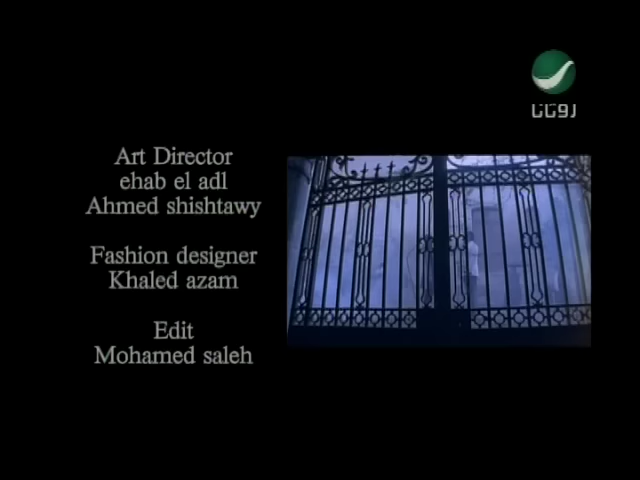 روتانا
Art Director
ehab el adl
Ahmed shishtawy
Fashion designer
Khaled azam
Edit
Mohamed saleh